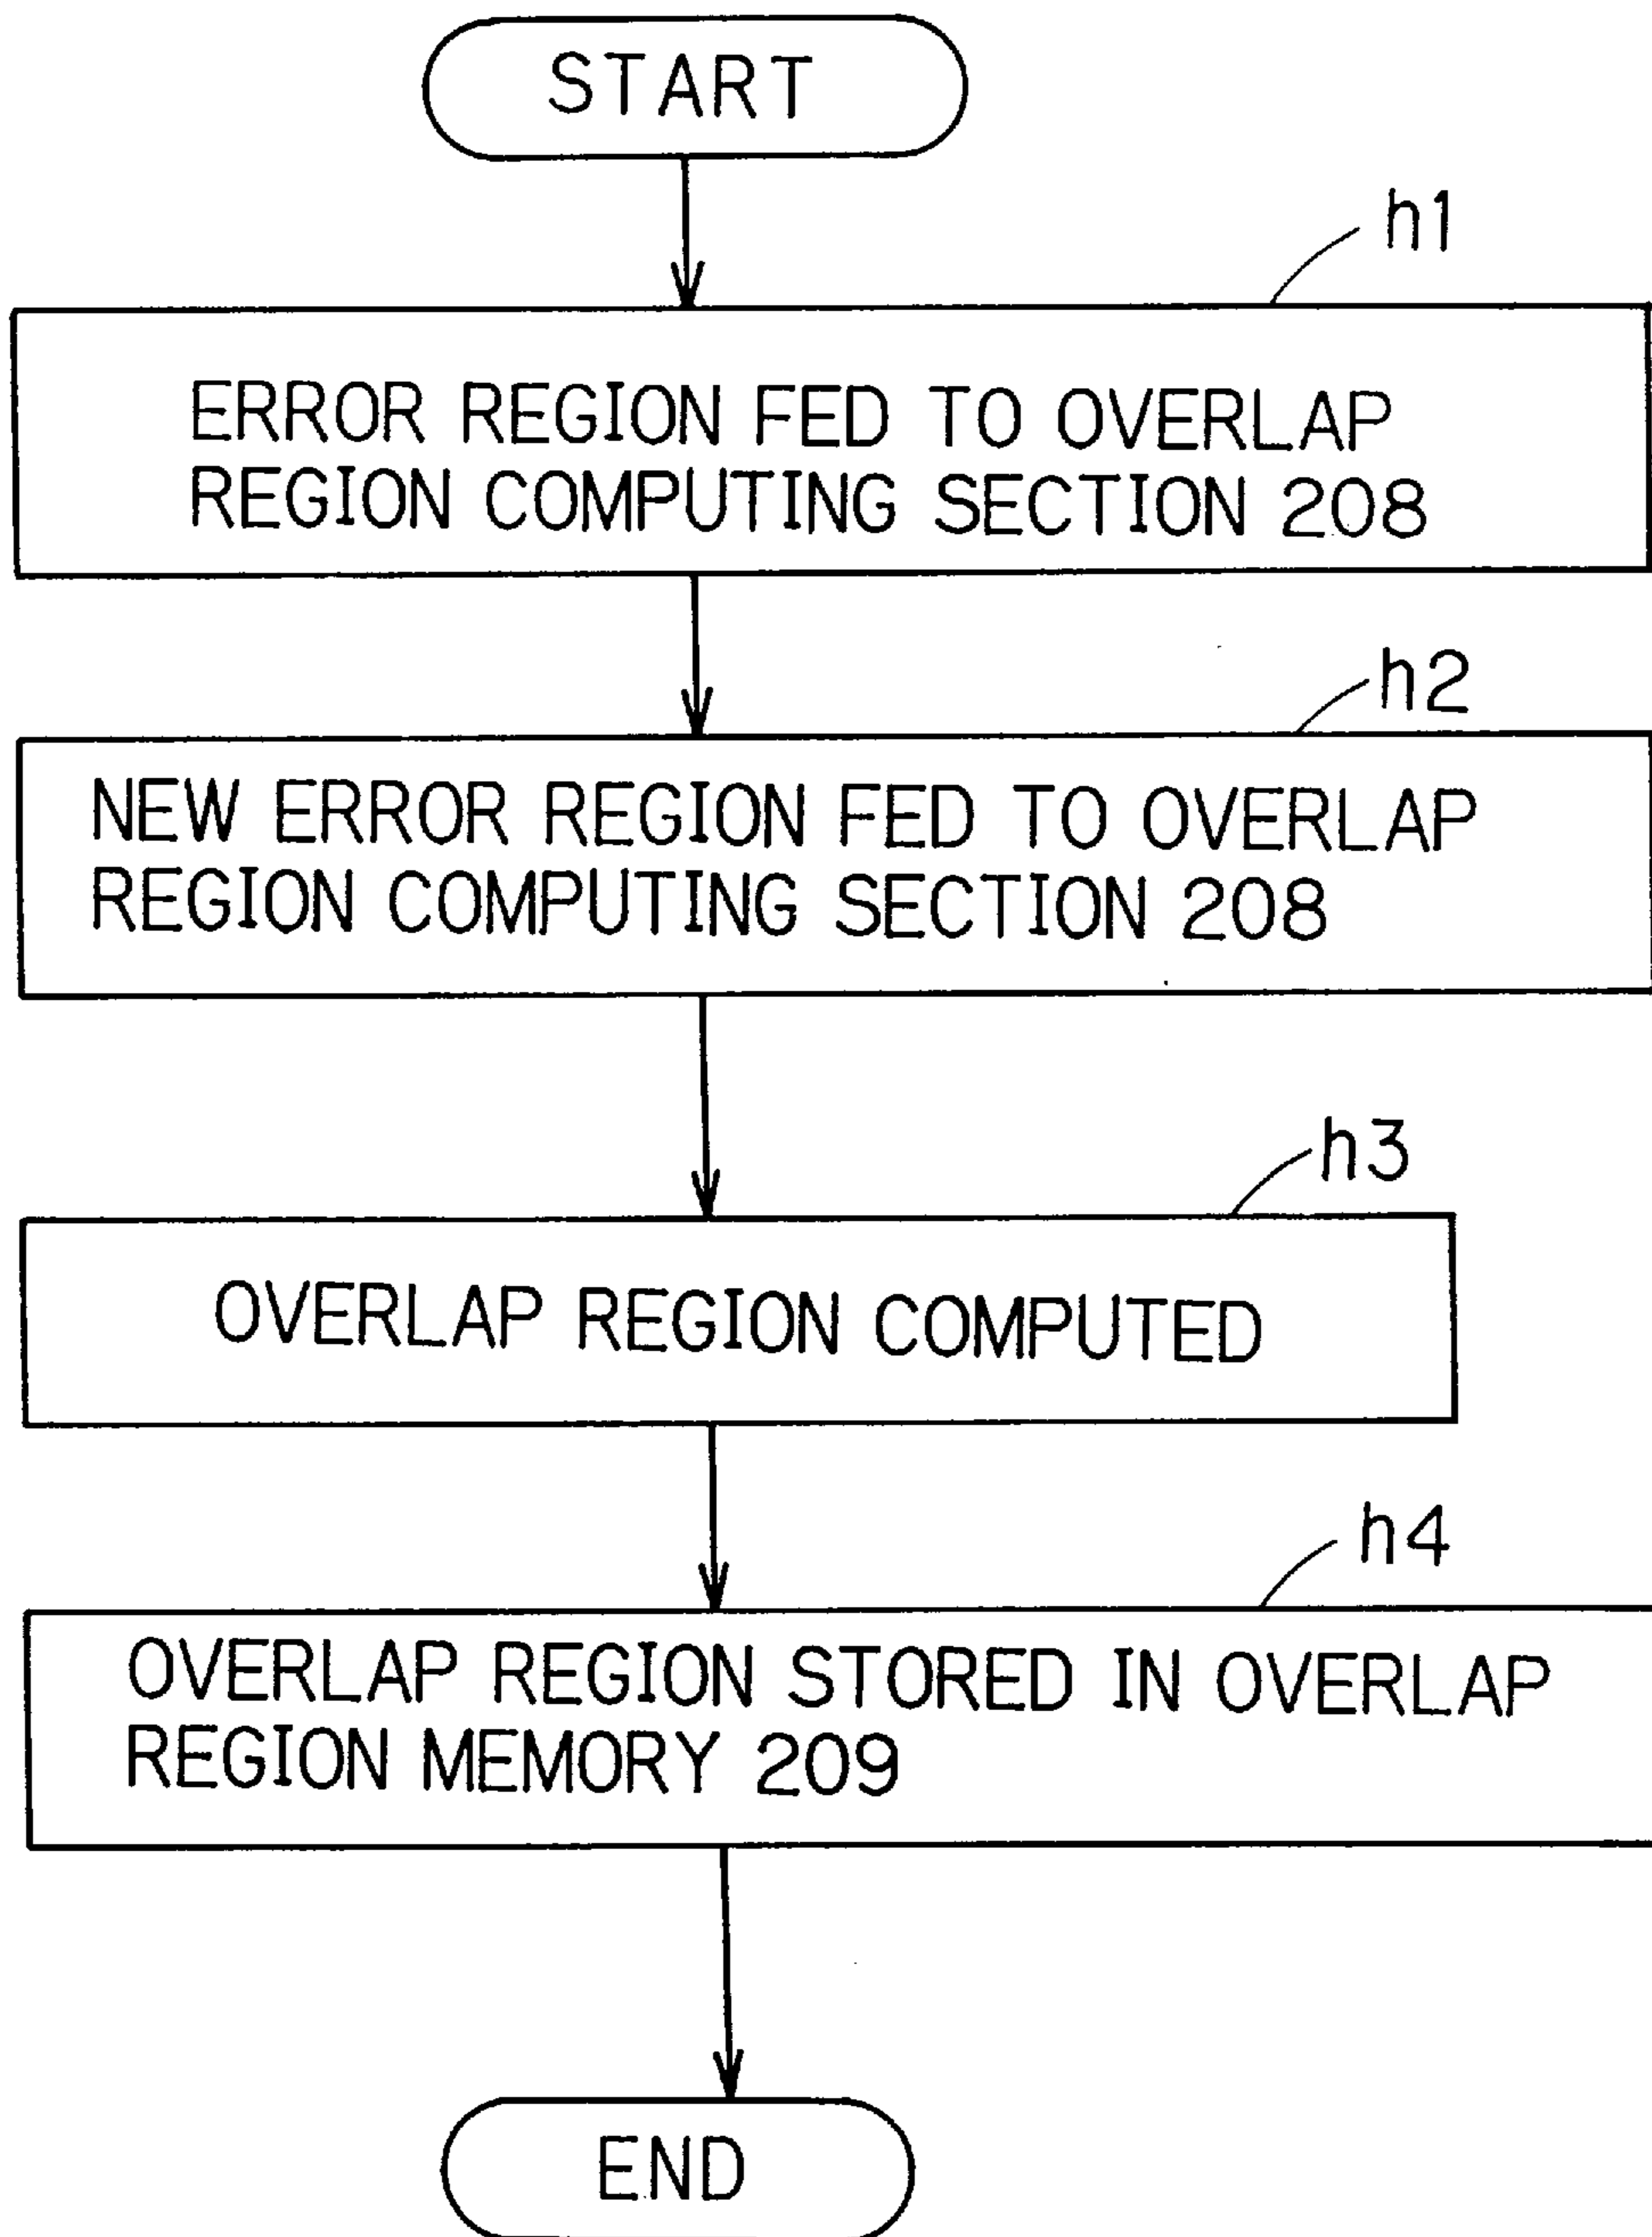 START
h1
ERROR REGION FED TO OVERLAP
REGION COMPUTING SECTION 208
h2
NEW ERROR REGION FED TO OVERLAP
REGION COMPUTING SECTION 208
h3
OVERLAP REGION COMPUTED
h4
OVERLAP REGION STORED IN OVERLAP
REGION MEMORY 209
END